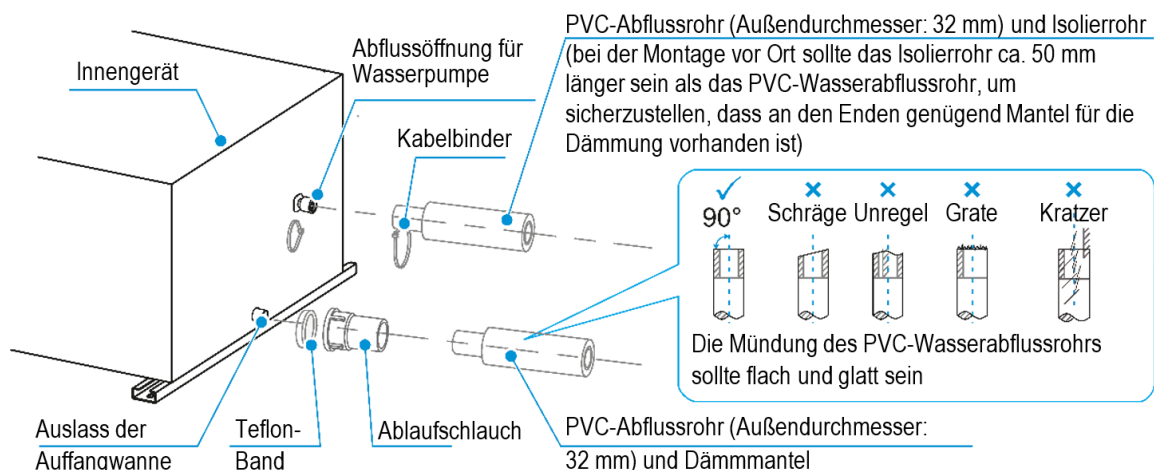 PVC-Abflussrohr (Außendurchmesser: 32 mm) und Isolierrohr
(bei der Montage vor Ort sollte das Isolierrohr ca. 50 mm
länger sein als das PVC-Wasserabflussrohr, um
sicherzustellen, dass an den Enden genügend Mantel für die
Dämmung vorhanden ist)
Abflussöffnung für
Wasserpumpe
Innengerät
Kabelbinder
90°
Schräge
Unregel
Grate
Kratzer
Die Mündung des PVC-Wasserabflussrohrs
sollte flach und glatt sein
Auslass der
Auffangwanne
Teflon-
Band
Ablaufschlauch
PVC-Abflussrohr (Außendurchmesser:
32 mm) und Dämmmantel